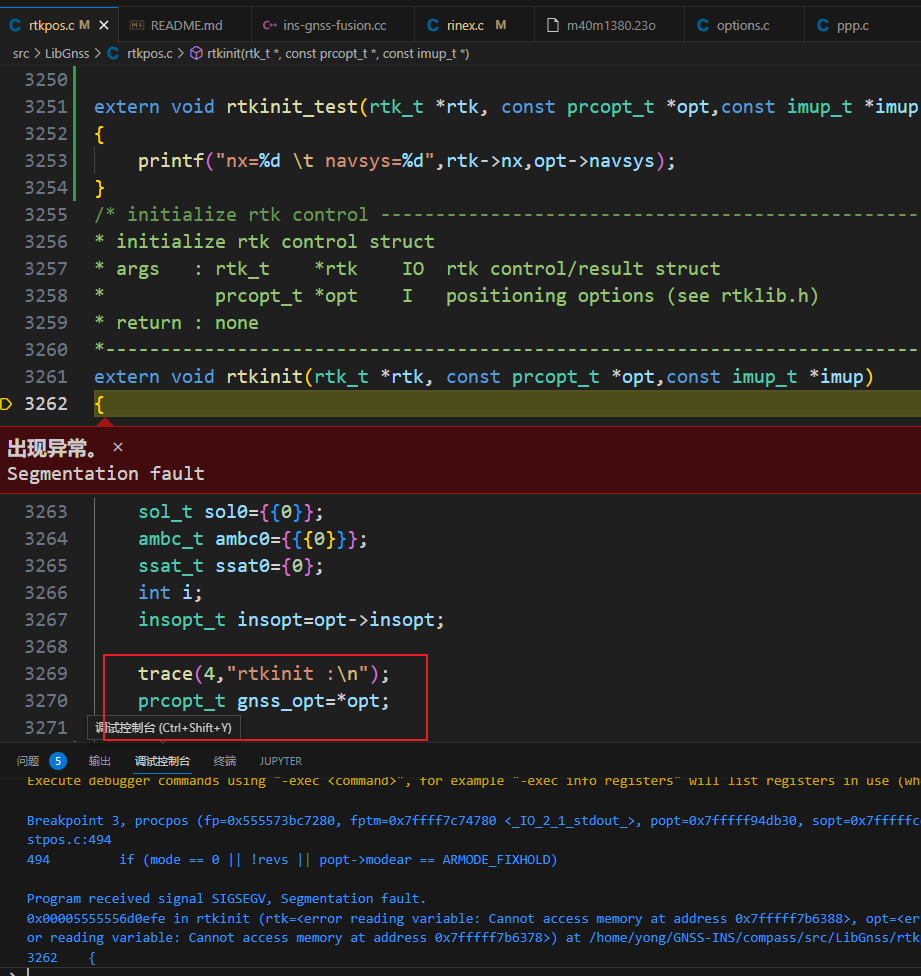 rtkpos.c M × README.md ins-gnss-fusion.cc rinex.c M m40m1380.23o options.c ppp.c
src > LibGnss > C rtkpos.c > rtkinit(rtk_t *, const prcopt_t *, const imup_t *)
3250
3251 extern void rtkinit_test(rtk_t *rtk, const prcopt_t *opt,const imup_t *imup
3252 {
3253     printf("nx=%d \t navsys=%d",rtk->nx,opt->navsys);
3254 }
3255 /* initialize rtk control -------------------------------------------------
3256 * initialize rtk control struct
3257 * args   : rtk_t    *rtk    IO  rtk control/result struct
3258 *          prcopt_t *opt    I   positioning options (see rtklib.h)
3259 * return : none
3260 *---------------------------------------------------------------------------
3261 extern void rtkinit(rtk_t *rtk, const prcopt_t *opt,const imup_t *imup)
3262 {
出现异常。 ×
Segmentation fault
3263     sol_t sol0={{0}};
3264     ambc_t ambc0={{{0}}};
3265     ssat_t ssat0={0};
3266     int i;
3267     insopt_t insopt=opt->insopt;
3268
3269     trace(4,"rtkinit :\n");
3270     prcopt_t gnss_opt=*opt;
3271
调试控制台 (Ctrl+Shift+Y)
问题 5 输出 调试控制台 终端 JUPYTER
Execute debugger commands using "-exec <command>", for example "-exec info registers" will list registers in use (wh
Breakpoint 3, procpos (fp=0x555573bc7280, fptm=0x7ffff7c74780 <_IO_2_1_stdout_>, popt=0x7fffff94db30, sopt=0x7fffffc
stpos.c:494
494         if (mode == 0 || !revs || popt->modear == ARMODE_FIXHOLD)
Program received signal SIGSEGV, Segmentation fault.
0x00005555556d0efe in rtkinit (rtk=<error reading variable: Cannot access memory at address 0x7fffff7b6388>, opt=<er
or reading variable: Cannot access memory at address 0x7fffff7b6378>) at /home/yong/GNSS-INS/compass/src/LibGnss/rtk
3262    {